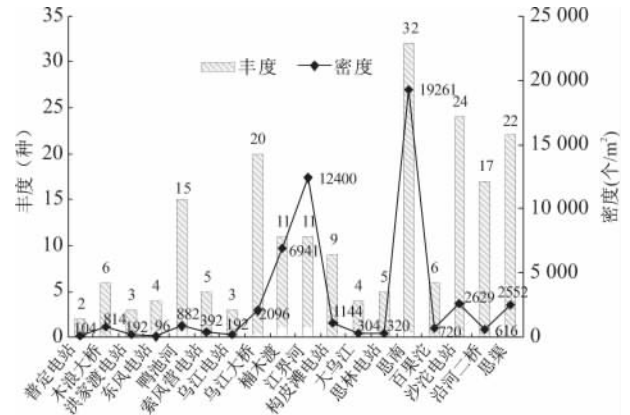 35
30
25
20
15
10
5
0
丰度（种）
25 000
20 000
15 000
10 000
5 000
0
密度(个/m²)
丰度 密度
2
6
3
4
15
5
3
20
11
11
9
4
5
32
6
24
17
22
104
814
192
96
882
392
192
2096
6941
12400
1144
304
320
19261
720
2629
616
2552
普定电站
木浪大桥
洪家渡电站
东风电站
鸭池河
索风营电站
乌江电站
乌江大桥
楠木渡
江界河
构皮滩电站
大乌江
思林电站
思南
百果沱
沙沱电站
沿河二桥
思渠